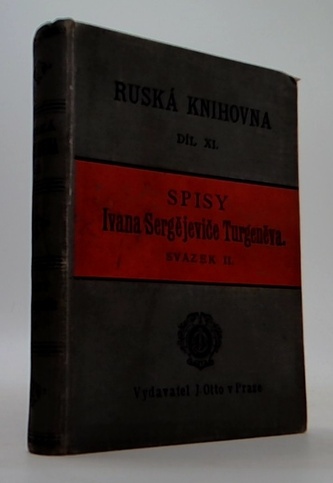 RUSKÁ KNIHOVNA
DÍL XI.
SPISY
Ivana Sergějeviče Turgeněva.
SVAZEK II.
Vydavatel J. Otto v Praze